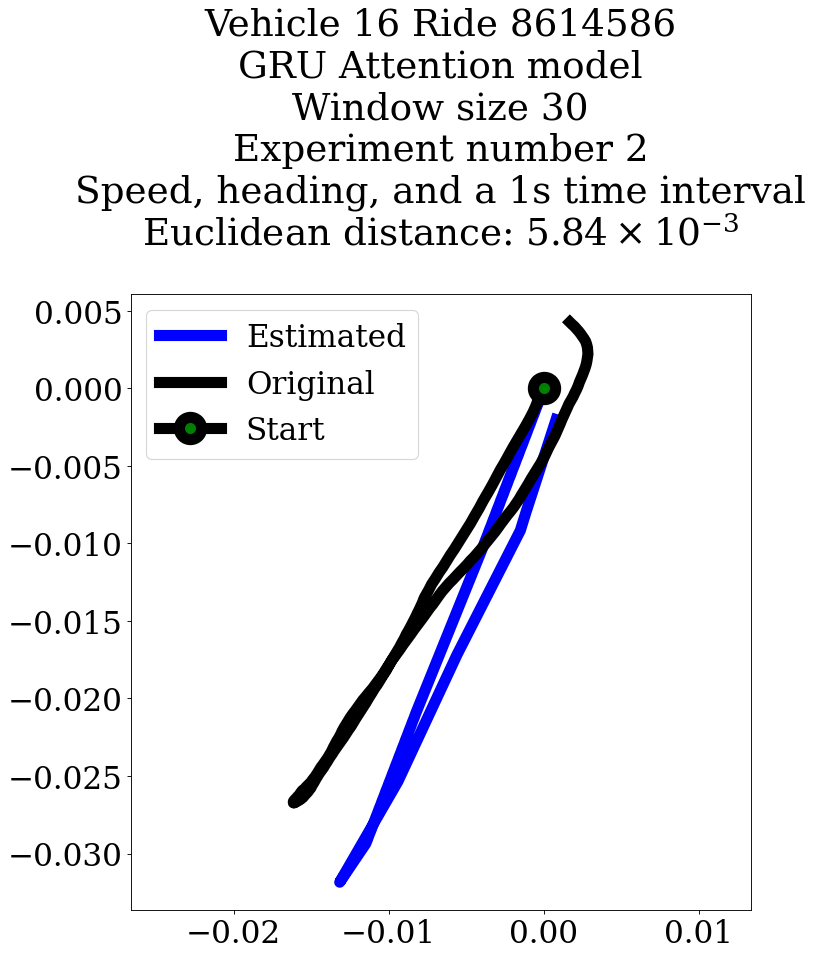 Vehicle 16 Ride 8614586
GRU Attention model
Window size 30
Experiment number 2
Speed, heading, and a 1s time interval
Euclidean distance: 5.84 × 10⁻³
Estimated
Original
Start
0.005
0.000
−0.005
−0.010
−0.015
−0.020
−0.025
−0.030
−0.02 −0.01 0.00 0.01